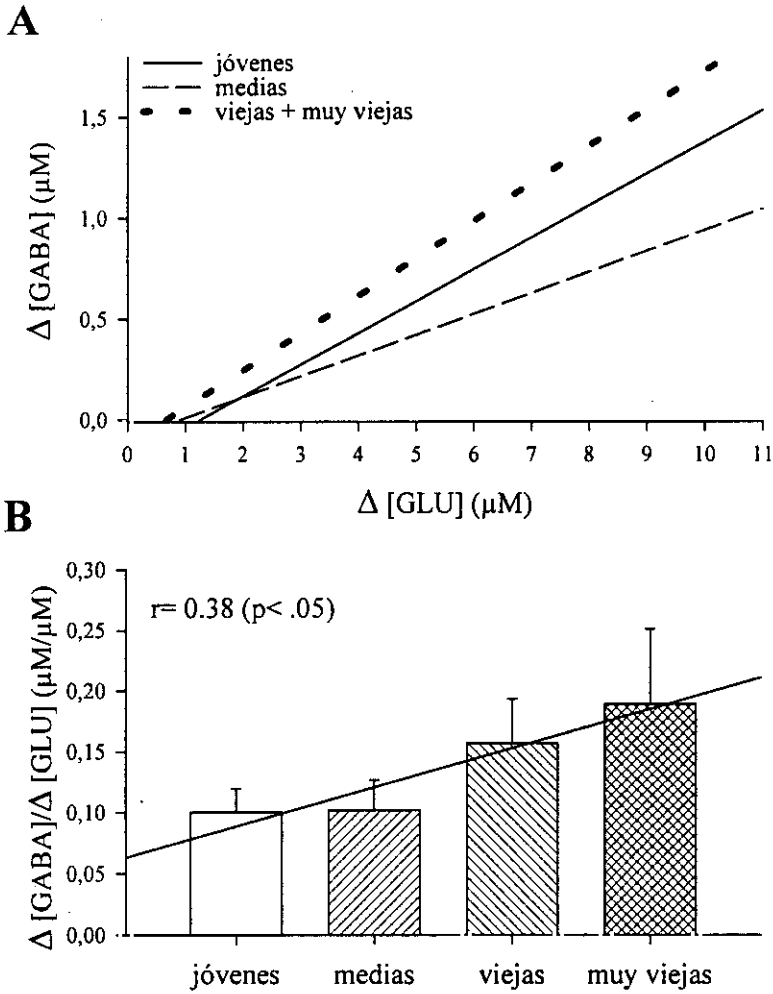 A
jóvenes
medias
viejas + muy viejas
1,5
1,0
0,5
0,0
Δ [GABA] (µM)
0 1 2 3 4 5 6 7 8 9 10 11
Δ [GLU] (µM)
B
0,30
0,25
0,20
0,15
0,10
0,05
0,00
Δ [GABA]/Δ [GLU] (µM/µM)
r= 0.38 (p< .05)
jóvenes medias viejas muy viejas